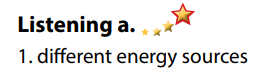 Listening a.
1. different energy sources